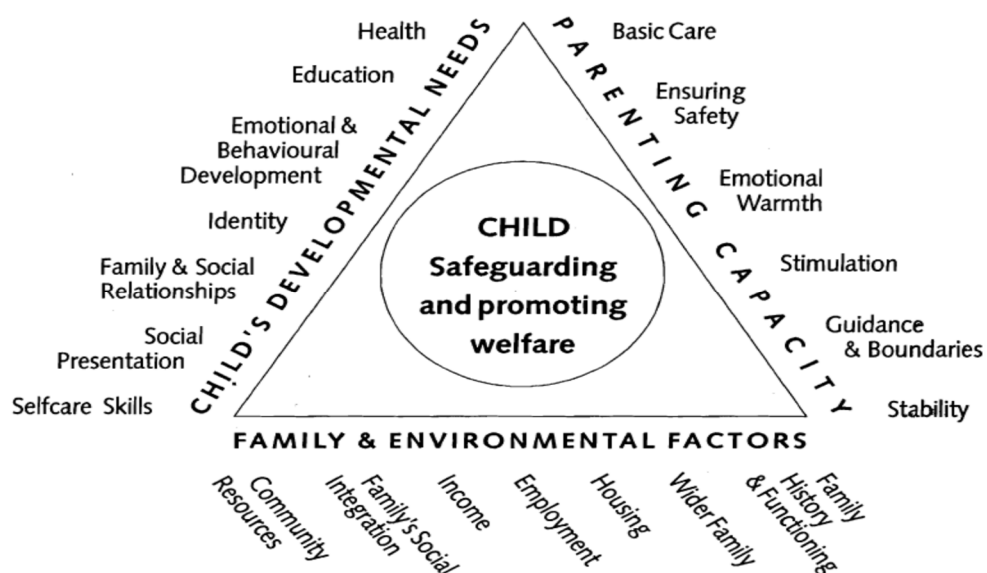 Health
Education
Emotional &
Behavioural
Development
Identity
Family & Social
Relationships
Social
Presentation
Selfcare Skills
CHILD'S DEVELOPMENTAL NEEDS
PARENTING CAPACITY
Basic Care
Ensuring
Safety
Emotional
Warmth
Stimulation
Guidance
& Boundaries
Stability
CHILD
Safeguarding
and promoting
welfare
FAMILY & ENVIRONMENTAL FACTORS
Community
Resources
Family's Social
Integration
Income
Employment
Housing
Wider Family
Family
History
& Functioning